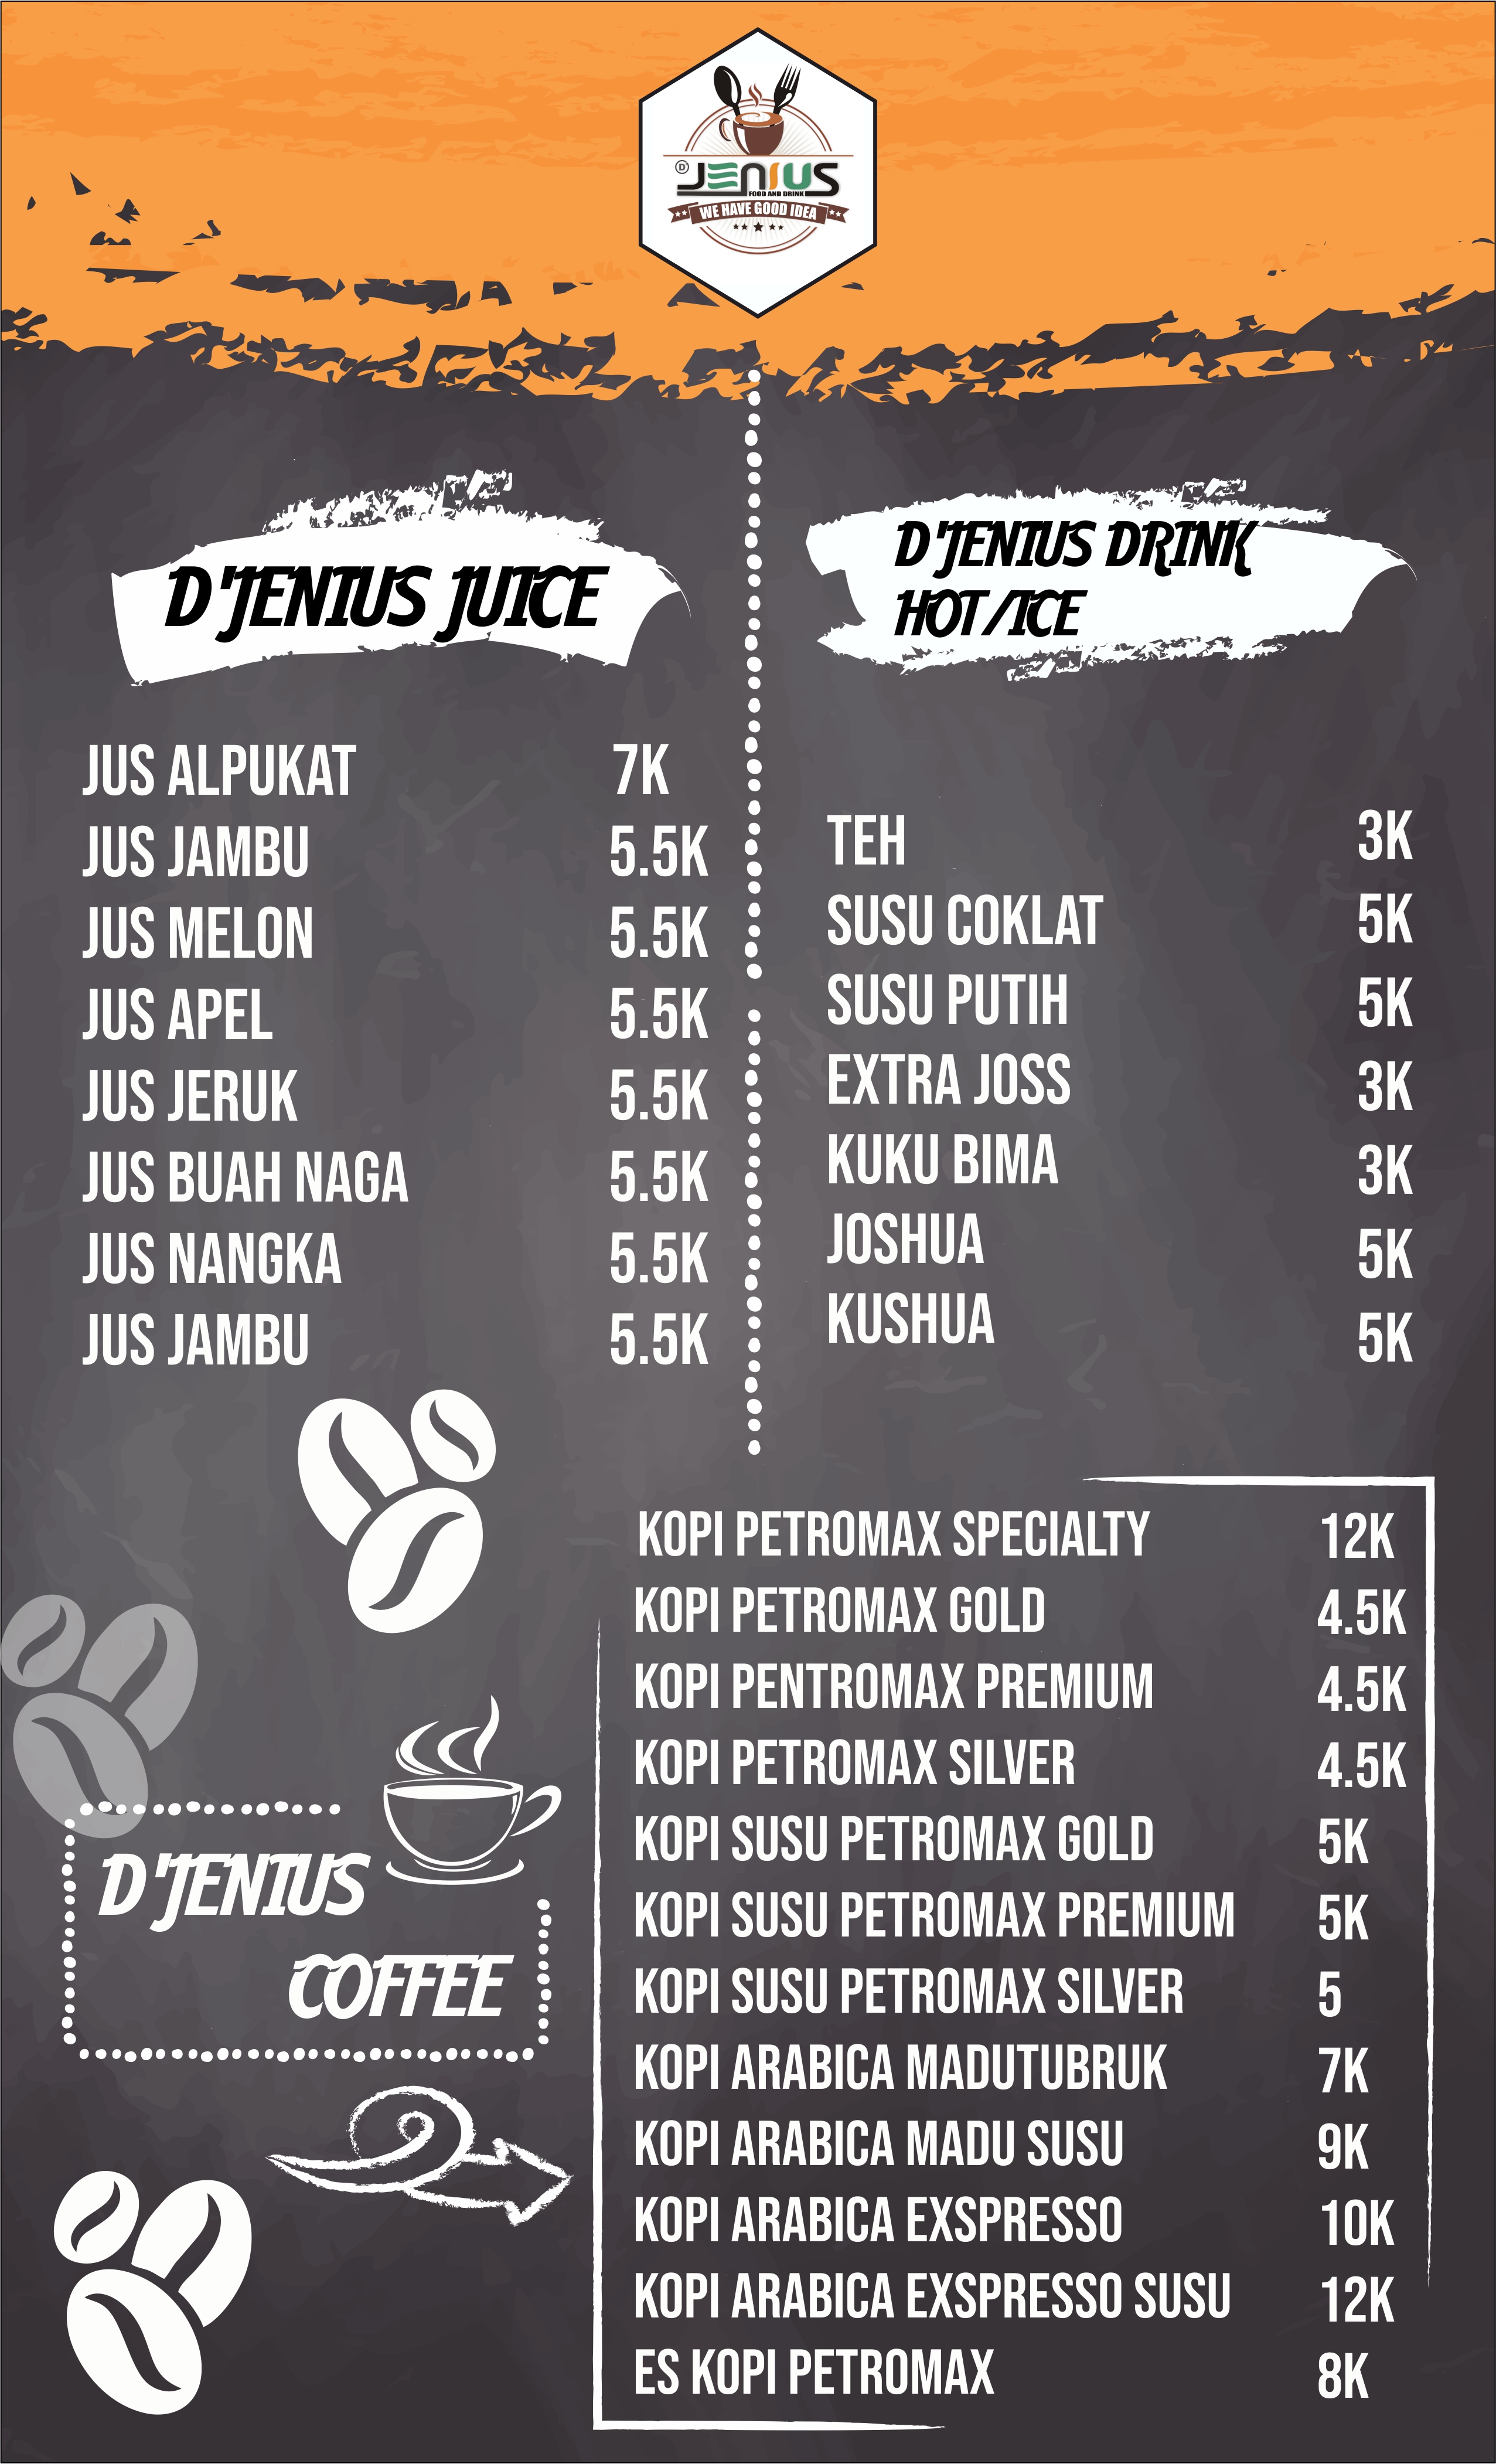 D JENIUS
FOOD AND DRINK
WE HAVE GOOD IDEA
D'JENIUS JUICE
JUS ALPUKAT 7K
JUS JAMBU 5.5K
JUS MELON 5.5K
JUS APEL 5.5K
JUS JERUK 5.5K
JUS BUAH NAGA 5.5K
JUS NANGKA 5.5K
JUS JAMBU 5.5K
D'JENIUS DRINK
HOT/ICE
TEH 3K
SUSU COKLAT 5K
SUSU PUTIH 5K
EXTRA JOSS 3K
KUKU BIMA 3K
JOSHUA 5K
KUSHUA 5K
D'JENIUS
COFFEE
KOPI PETROMAX SPECIALTY 12K
KOPI PETROMAX GOLD 4.5K
KOPI PENTROMAX PREMIUM 4.5K
KOPI PETROMAX SILVER 4.5K
KOPI SUSU PETROMAX GOLD 5K
KOPI SUSU PETROMAX PREMIUM 5K
KOPI SUSU PETROMAX SILVER 5
KOPI ARABICA MADUTUBRUK 7K
KOPI ARABICA MADU SUSU 9K
KOPI ARABICA EXSPRESSO 10K
KOPI ARABICA EXSPRESSO SUSU 12K
ES KOPI PETROMAX 8K